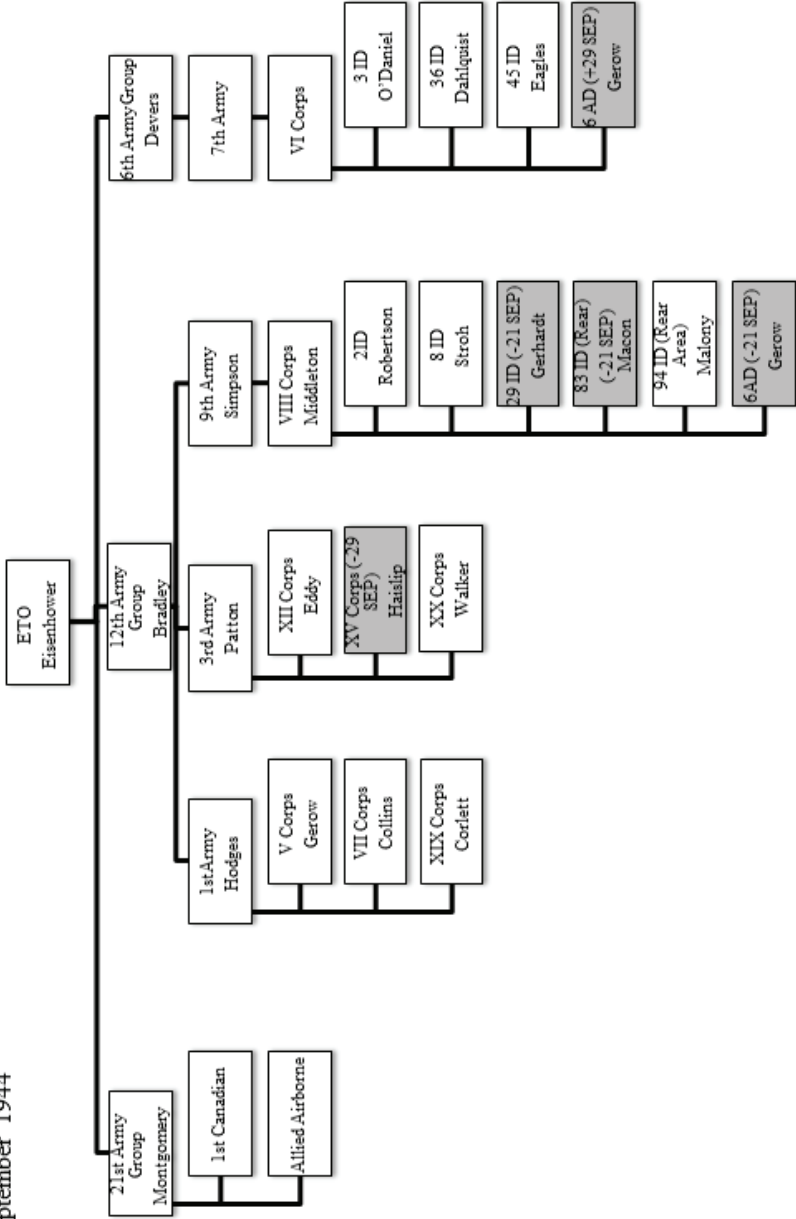 ptember 1944
ETO
Eisenhower
21st Army
Group
Montgomery
1st Canadian
Allied Airborne
12th Army
Group
Bradley
1st Army
Hodges
V Corps
Gerow
VII Corps
Collins
XIX Corps
Corlett
3rd Army
Patton
XII Corps
Eddy
XV Corps (-29
SEP)
Haislip
XX Corps
Walker
9th Army
Simpson
VIII Corps
Middleton
2ID
Robertson
8 ID
Stroh
29 ID (-21 SEP)
Gerhardt
83 ID (Rear)
(-21 SEP)
Macon
94 ID (Rear
Area)
Malony
6AD (-21 SEP)
Gerow
6th Army Group
Devers
7th Army
VI Corps
3 ID
O'Daniel
36 ID
Dahlquist
45 ID
Eagles
6 AD (+29 SEP)
Gerow